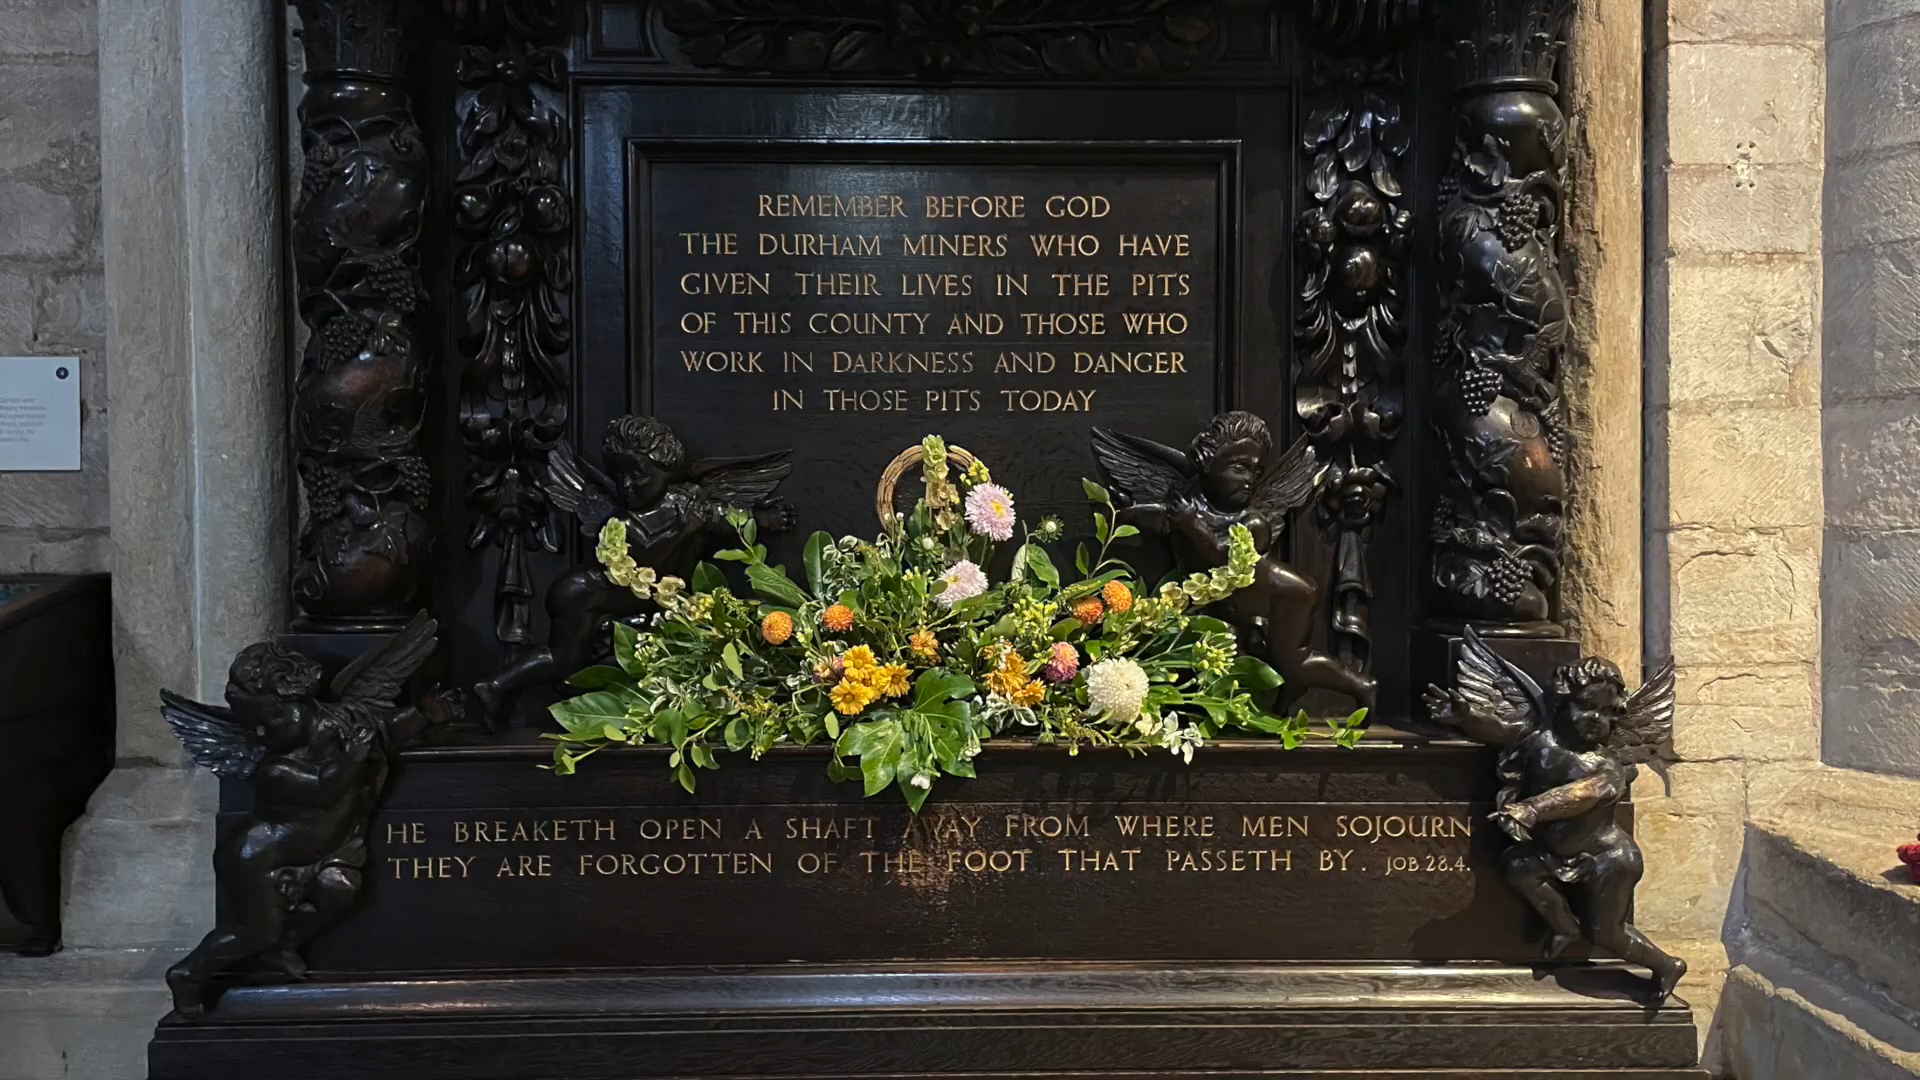 REMEMBER BEFORE GOD
THE DURHAM MINERS WHO HAVE
GIVEN THEIR LIVES IN THE PITS
OF THIS COUNTY AND THOSE WHO
WORK IN DARKNESS AND DANGER
IN THOSE PITS TODAY
HE BREAKETH OPEN A SHAFT AWAY FROM WHERE MEN SOJOURN
THEY ARE FORGOTTEN OF THE FOOT THAT PASSETH BY. JOB 28.4.